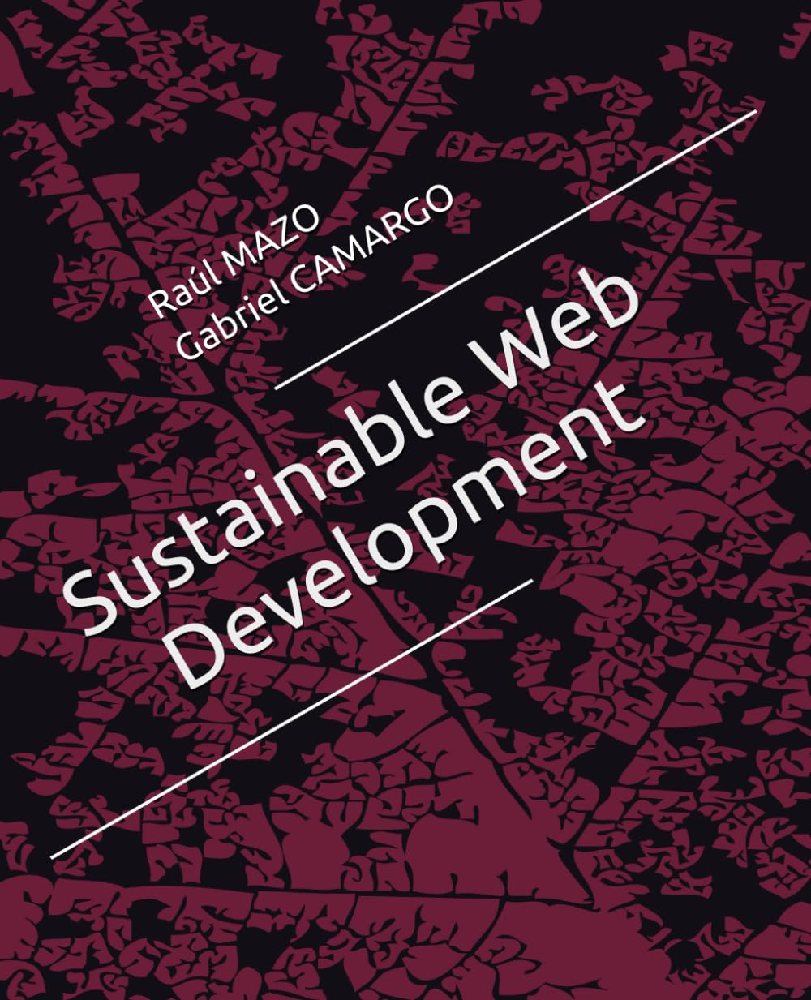 Raúl MAZO
Gabriel CAMARGO
Sustainable Web
Development